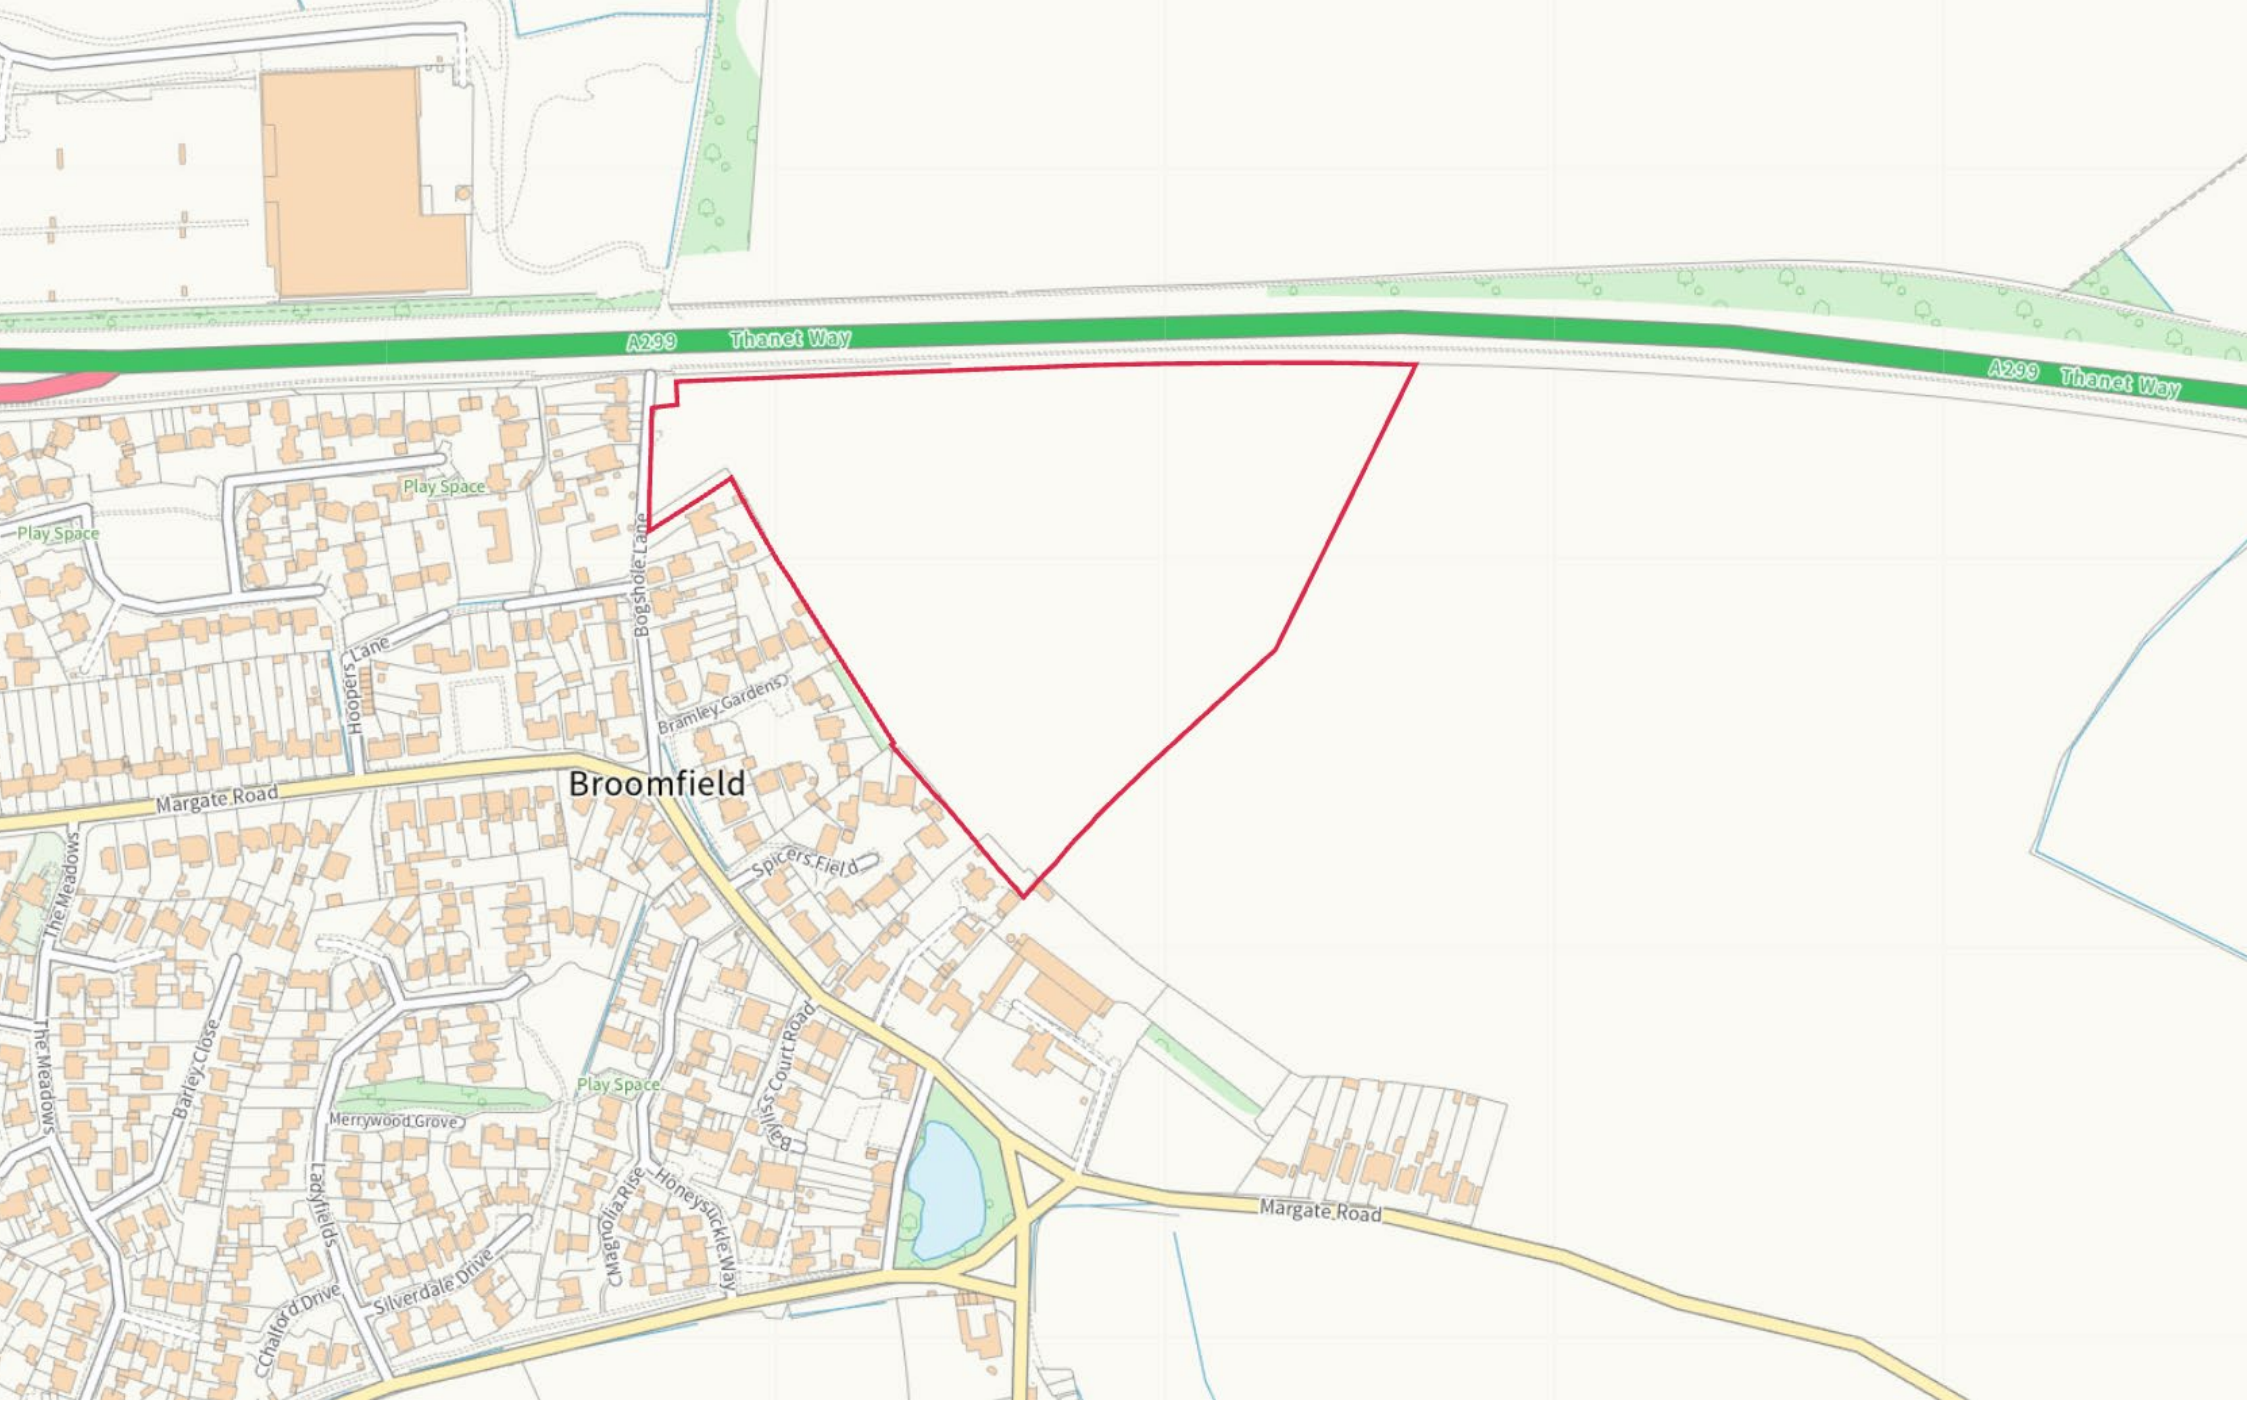 A299 Thanet Way
A299 Thanet Way
Play Space
Play Space
Bogshole Lane
Hoopers Lane
Bramley Gardens
Broomfield
Margate Road
The Meadows
Spicers Field
Barley Close
The Meadows
Bayliss Court Road
Play Space
Merrywood Grove
Ladyfields
Magnolia Rise
Honeysuckle Way
Margate Road
Silverdale Drive
Chalford Drive